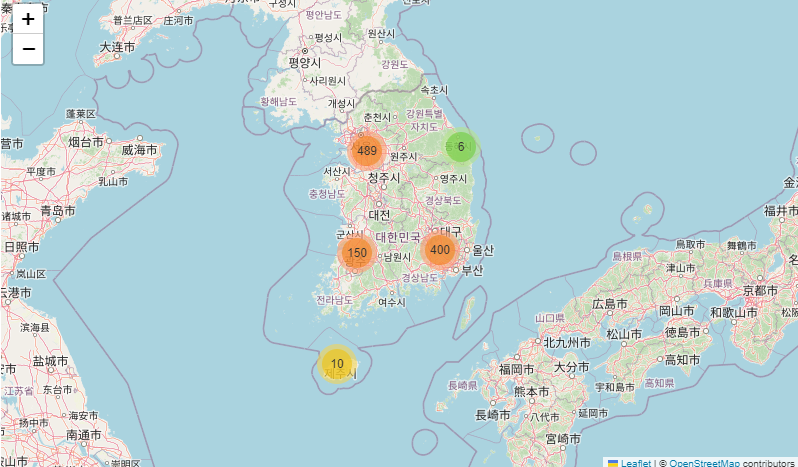 +
−
普兰店区
庄河市
大连市
구성시
평안남도
원산시
평성시
평양시
강원도
사리원시
황해남도
개성시
속초시
춘천시
강원특별
자치도
蓬莱区
烟台市
威海市
平度市
乳山市
青岛市
诸城市
日照市
岚山区
滨海县
盐城市
江苏省
东台市
海安市
扬中市
南通市
489
6
원주시
서산시
청주시
영주시
충청남도
경상북도
대전
대한민국
군산시
대구
울산
150
400
남원시
부산
경상남도
전라남도
여수시
10
제주시
福井市
鳥取市
舞鶴市
島根県
津山市
兵庫県
京都市
広島市
岡山市
和歌山市
山口県
松山市
徳島市
北九州市
高知市
福岡市
大分市
高知県
宇和島市
長崎県
熊本市
長崎市
八代市
延岡市
宮崎市
Leaflet | © OpenStreetMap contributors